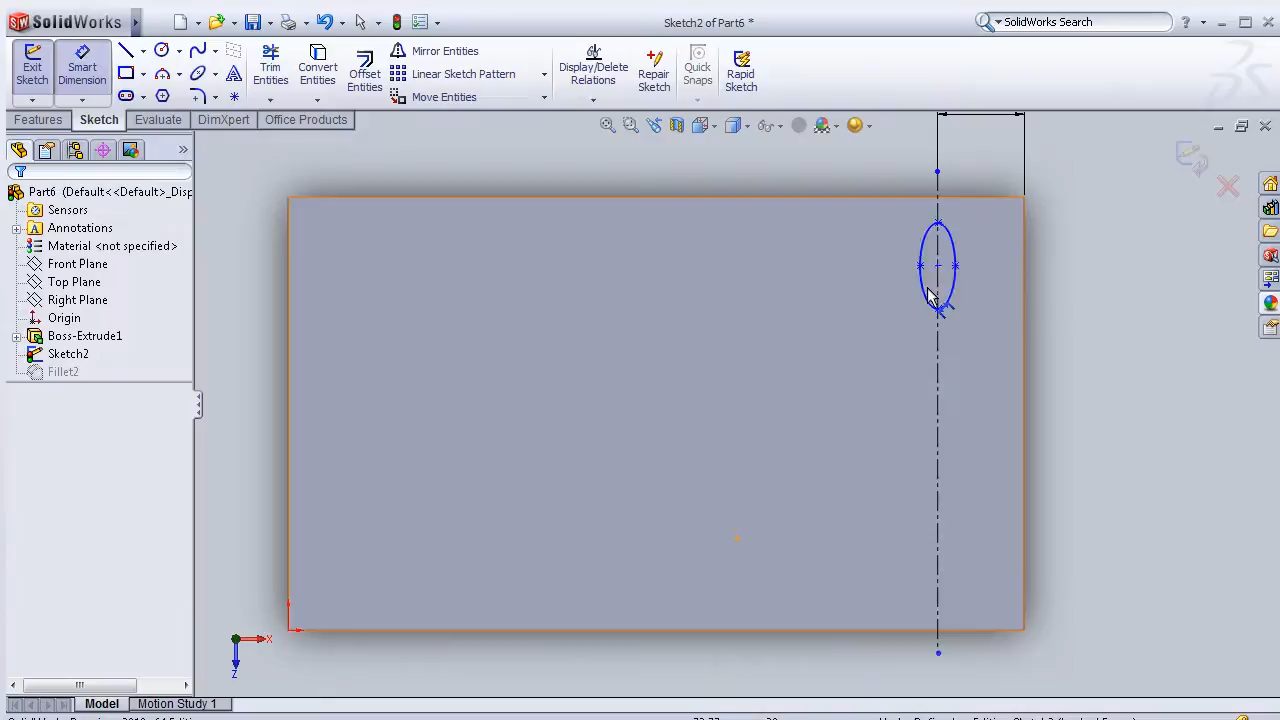 SolidWorks
Sketch2 of Part6 *
SolidWorks Search
Exit Sketch
Smart Dimension
Trim Entities
Convert Entities
Offset Entities
Mirror Entities
Linear Sketch Pattern
Move Entities
Display/Delete Relations
Repair Sketch
Quick Snaps
Rapid Sketch
Features
Sketch
Evaluate
DimXpert
Office Products
Part6 (Default<<Default>_Disp
Sensors
Annotations
Material <not specified>
Front Plane
Top Plane
Right Plane
Origin
Boss-Extrude1
Sketch2
Fillet2
X
Z
Model
Motion Study 1